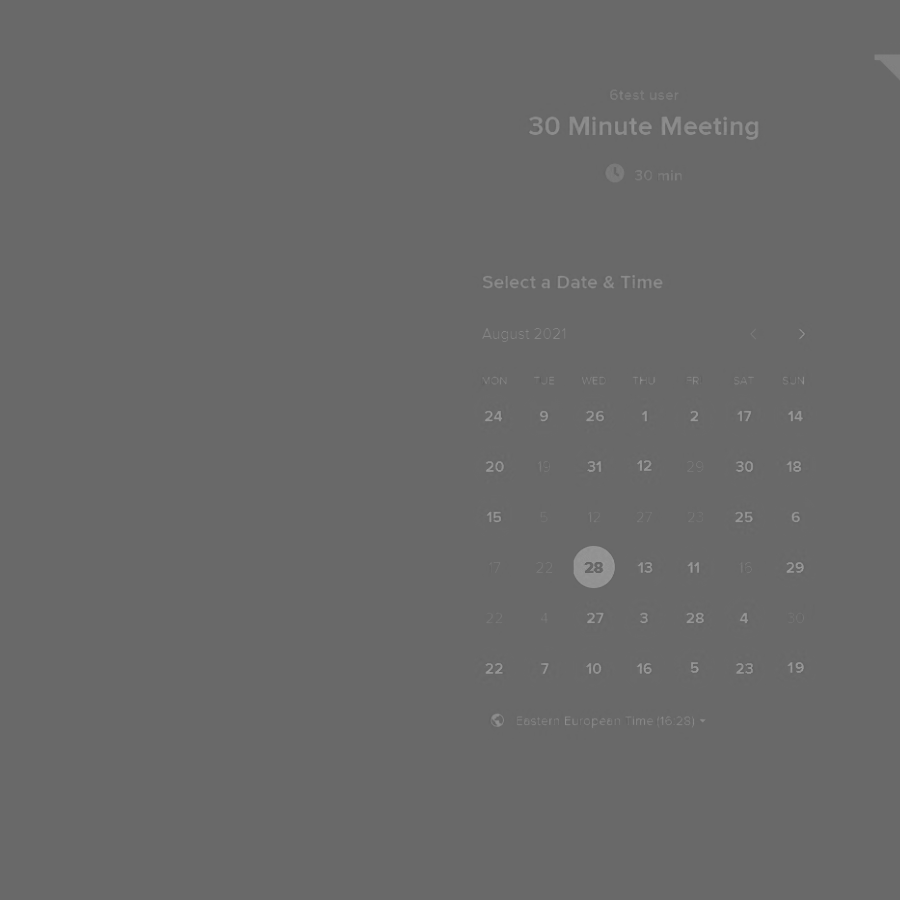 6test user
30 Minute Meeting
30 min
Select a Date & Time
August 2021
MON TUE WED THU FRI SAT SUN
24 9 26 1 2 17 14
20 19 31 12 29 30 18
15 5 12 27 23 25 6
17 22 28 13 11 15 29
22 4 27 3 28 4 30
22 7 10 16 5 23 19
Eastern European Time (16:28)